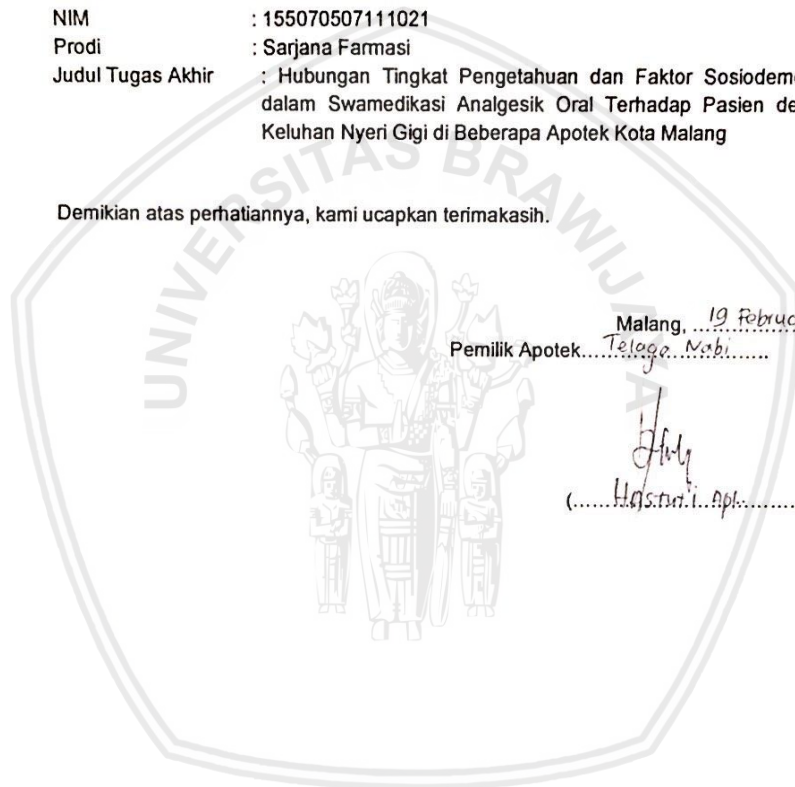 NIM : 155070507111021
Prodi : Sarjana Farmasi
Judul Tugas Akhir : Hubungan Tingkat Pengetahuan dan Faktor Sosiodem
dalam Swamedikasi Analgesik Oral Terhadap Pasien de
Keluhan Nyeri Gigi di Beberapa Apotek Kota Malang
UNIVERSITAS BRAWIJAYA
Demikian atas perhatiannya, kami ucapkan terimakasih.
Malang, 19 Februa
Pemilik Apotek Telaga Nabi
(Hastuti Apt.